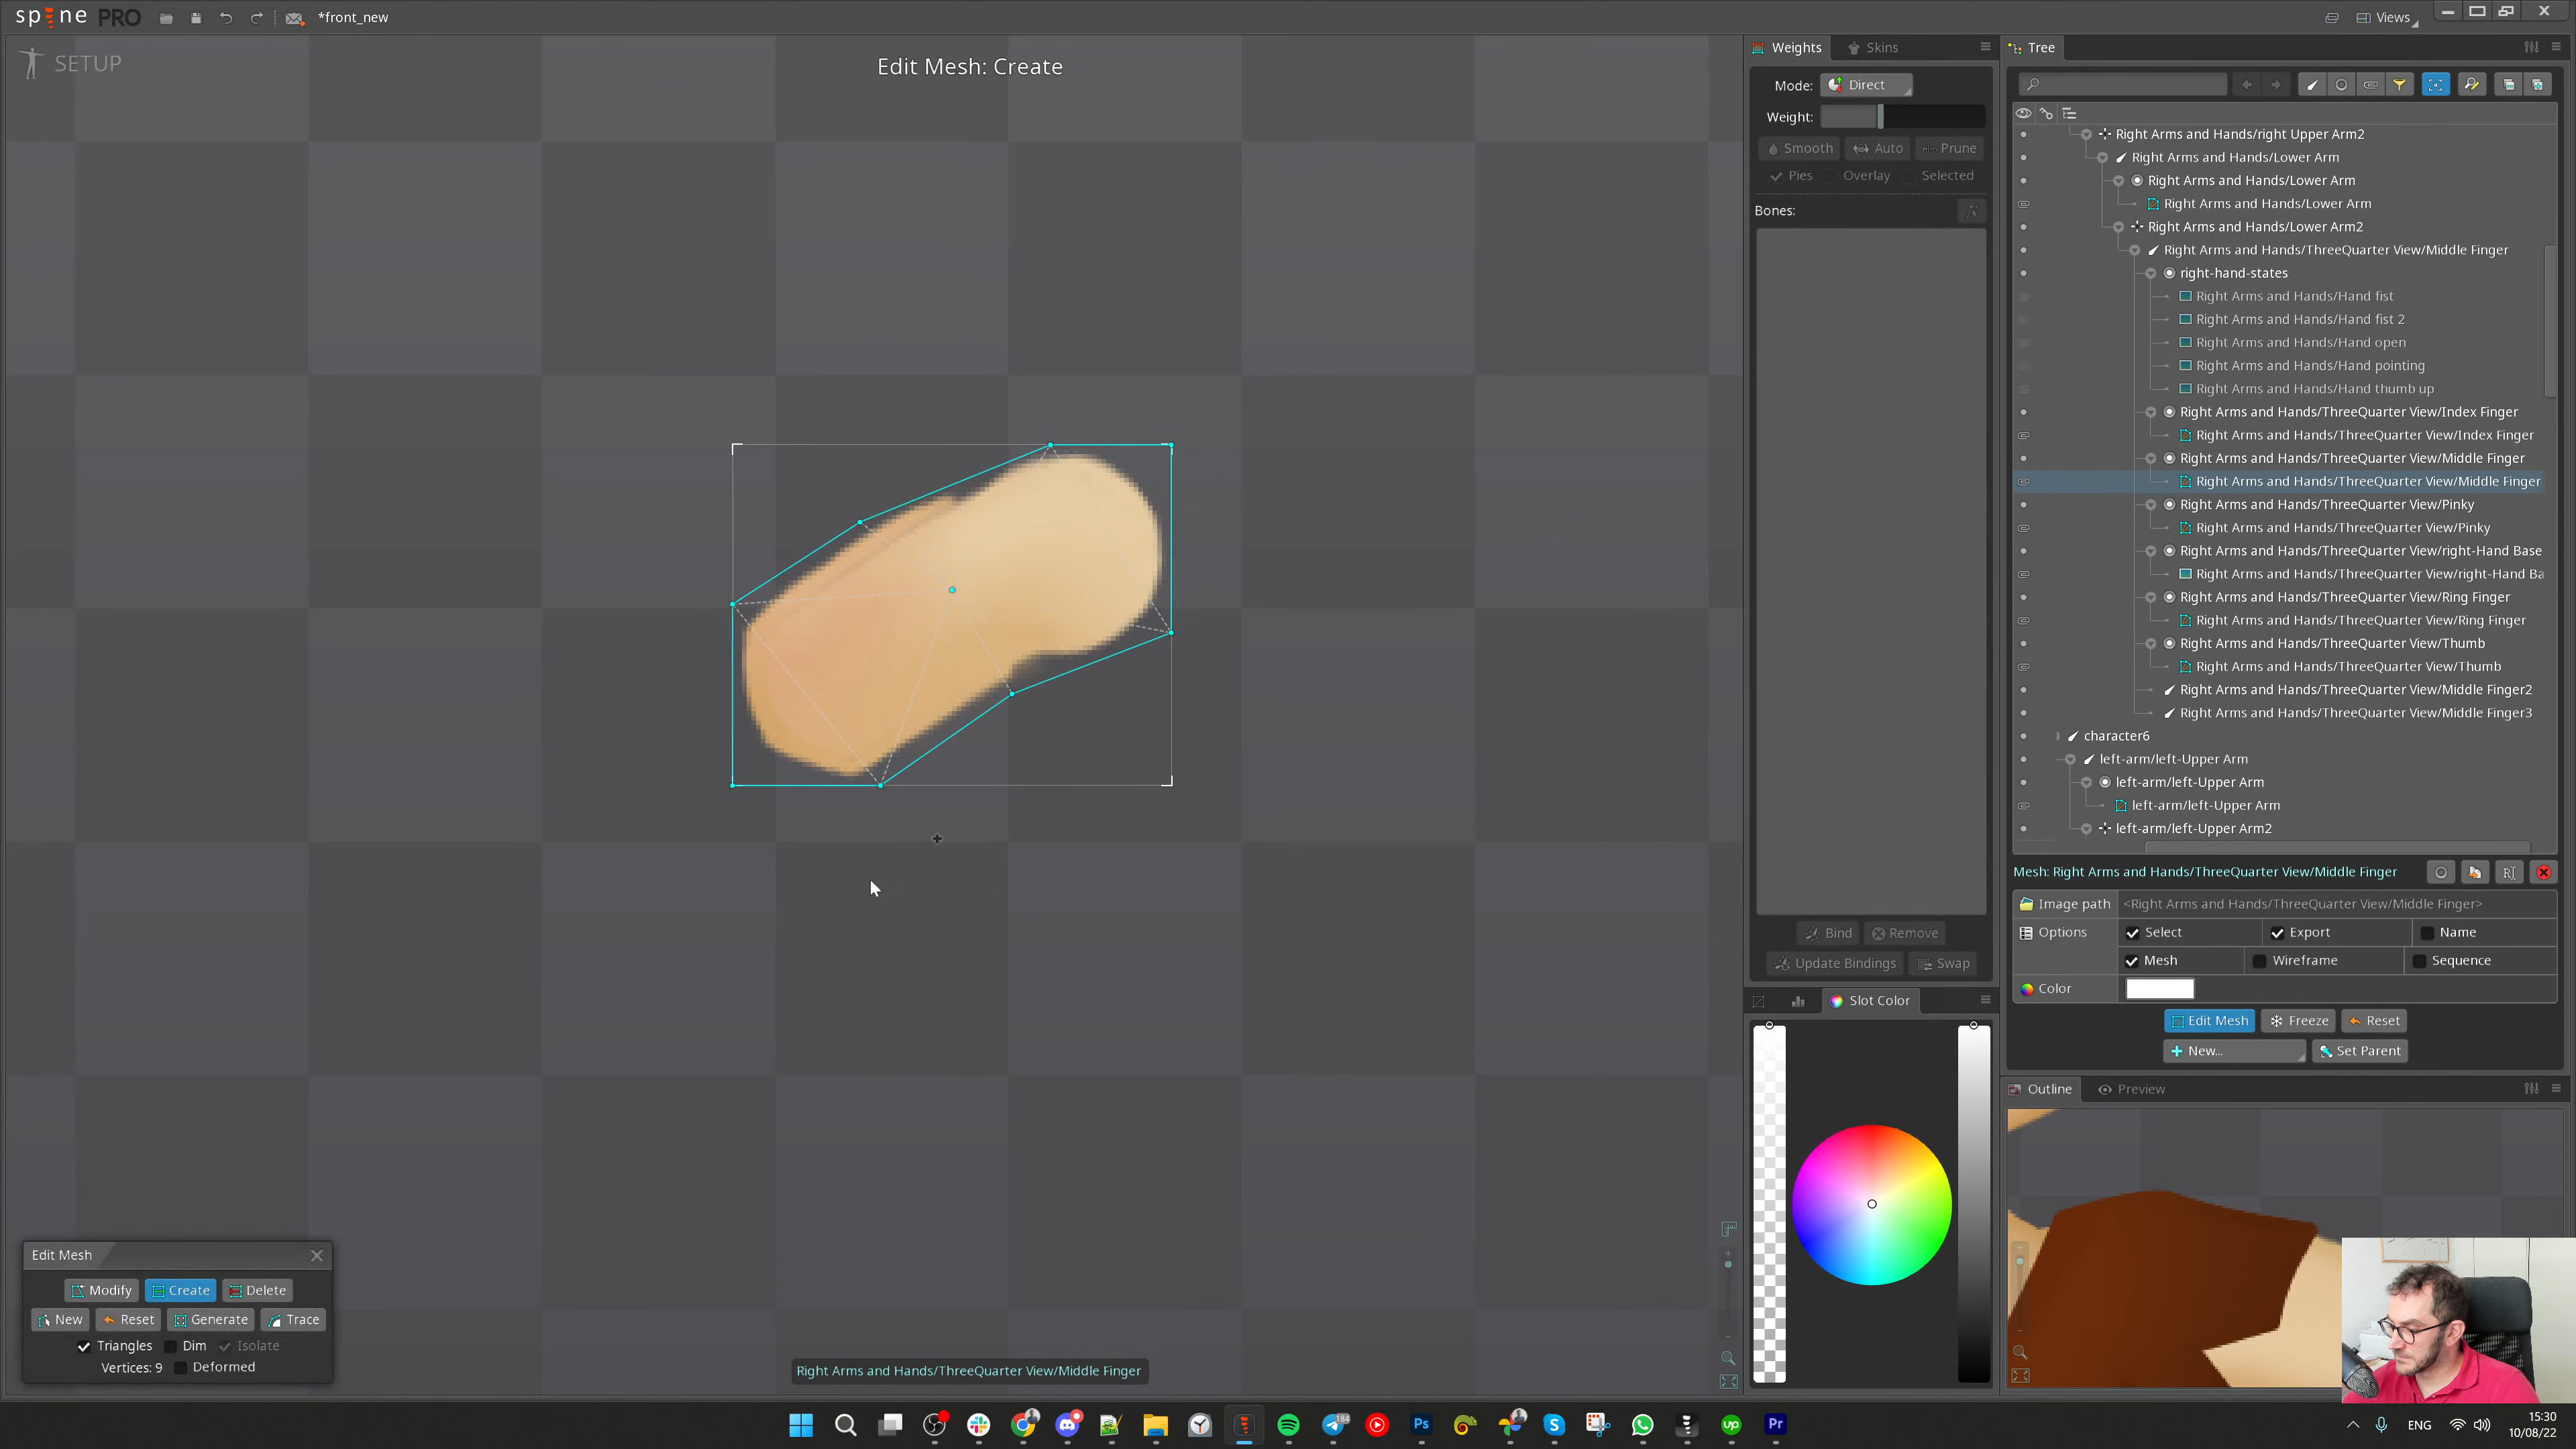 spine PRO
*front_new
Views
SETUP
Edit Mesh: Create
Weights
Skins
Mode:
Direct
Weight:
Smooth
Auto
Prune
Pies
Overlay
Selected
Bones:
Bind
Remove
Update Bindings
Swap
Slot Color
Tree
Right Arms and Hands/right Upper Arm2
Right Arms and Hands/Lower Arm
Right Arms and Hands/Lower Arm
Right Arms and Hands/Lower Arm
Right Arms and Hands/Lower Arm2
Right Arms and Hands/ThreeQuarter View/Middle Finger
right-hand-states
Right Arms and Hands/Hand fist
Right Arms and Hands/Hand fist 2
Right Arms and Hands/Hand open
Right Arms and Hands/Hand pointing
Right Arms and Hands/Hand thumb up
Right Arms and Hands/ThreeQuarter View/Index Finger
Right Arms and Hands/ThreeQuarter View/Index Finger
Right Arms and Hands/ThreeQuarter View/Middle Finger
Right Arms and Hands/ThreeQuarter View/Middle Finger
Right Arms and Hands/ThreeQuarter View/Pinky
Right Arms and Hands/ThreeQuarter View/Pinky
Right Arms and Hands/ThreeQuarter View/right-Hand Base
Right Arms and Hands/ThreeQuarter View/right-Hand Ba
Right Arms and Hands/ThreeQuarter View/Ring Finger
Right Arms and Hands/ThreeQuarter View/Ring Finger
Right Arms and Hands/ThreeQuarter View/Thumb
Right Arms and Hands/ThreeQuarter View/Thumb
Right Arms and Hands/ThreeQuarter View/Middle Finger2
Right Arms and Hands/ThreeQuarter View/Middle Finger3
character6
left-arm/left-Upper Arm
left-arm/left-Upper Arm
left-arm/left-Upper Arm
left-arm/left-Upper Arm2
Mesh: Right Arms and Hands/ThreeQuarter View/Middle Finger
Image path
<Right Arms and Hands/ThreeQuarter View/Middle Finger>
Options
Select
Export
Name
Mesh
Wireframe
Sequence
Color
Edit Mesh
Freeze
Reset
New...
Set Parent
Outline
Preview
Edit Mesh
Modify
Create
Delete
New
Reset
Generate
Trace
Triangles
Dim
Isolate
Vertices: 9
Deformed
Right Arms and Hands/ThreeQuarter View/Middle Finger
184
Ps
up
Pr
ENG
15:30
10/08/22